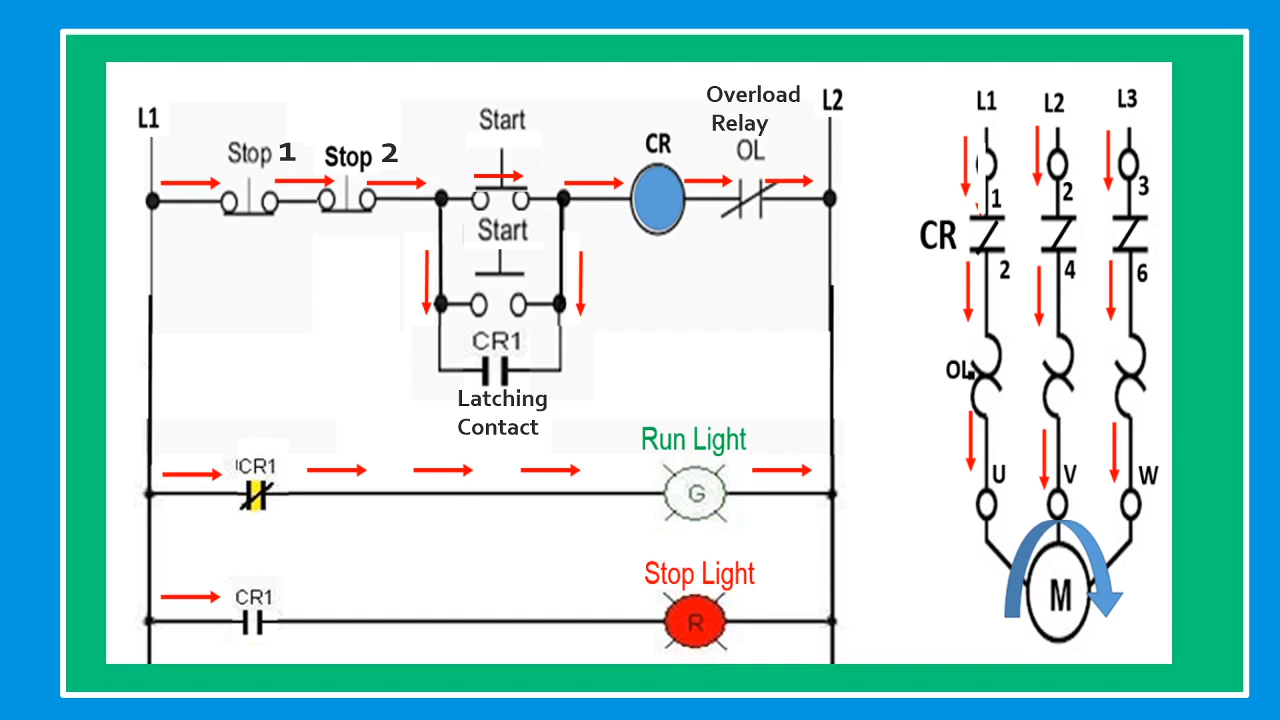 L1
Stop 1
Stop 2
Start
CR
Overload
Relay
OL
L2
Start
CR1
Latching
Contact
CR1
Run Light
G
CR1
Stop Light
R
L1
L2
L3
1
2
3
CR
2
4
6
OL
U
V
W
M